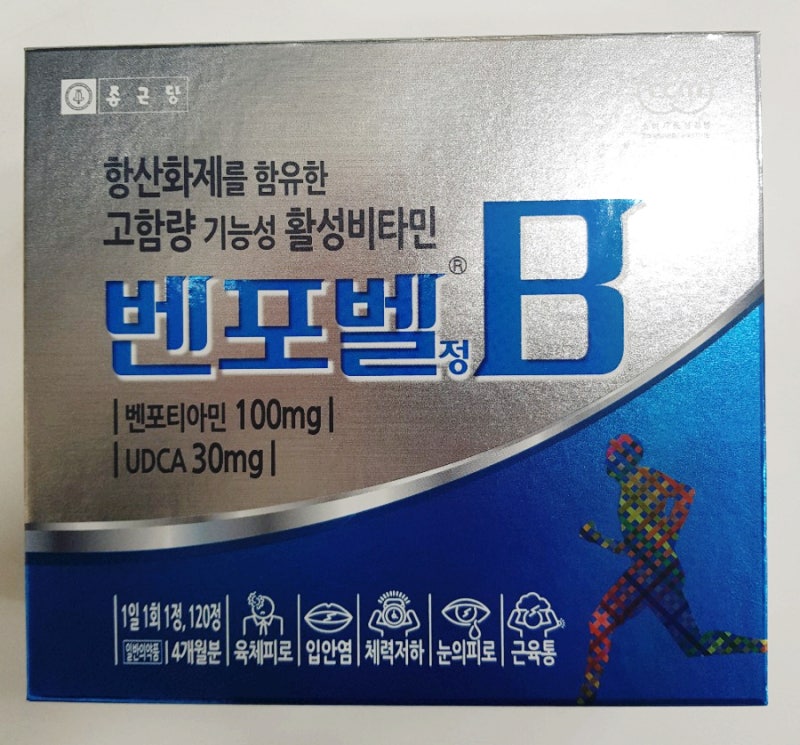 종근당
항산화제를 함유한
고함량 기능성 활성비타민
벤포벨®정 B
벤포티아민 100mg
UDCA 30mg
1일 1회 1정, 120정
일반의약품 4개월분
육체피로
입안염
체력저하
눈의피로
근육통